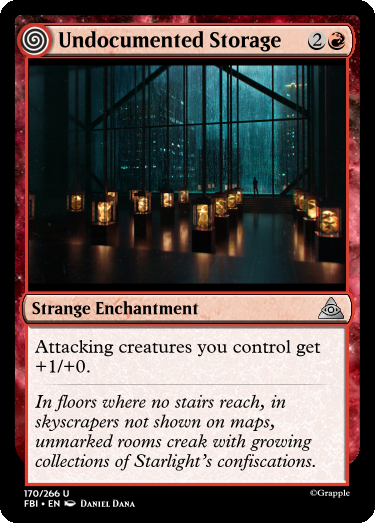 Undocumented Storage 2
Strange Enchantment
Attacking creatures you control get
+1/+0.
In floors where no stairs reach, in
skyscrapers not shown on maps,
unmarked rooms creak with growing
collections of Starlight's confiscations.
170/266 U
©Grapple
FBI • EN Daniel Dana